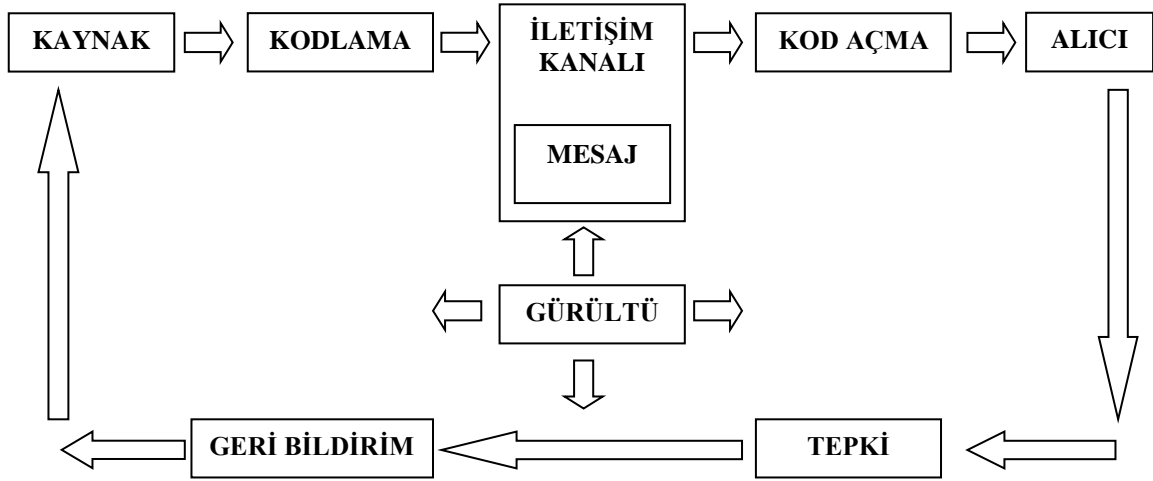 KAYNAK
KODLAMA
İLETİŞİM
KANALI
MESAJ
KOD AÇMA
ALICI
GÜRÜLTÜ
GERİ BİLDİRİM
TEPKİ